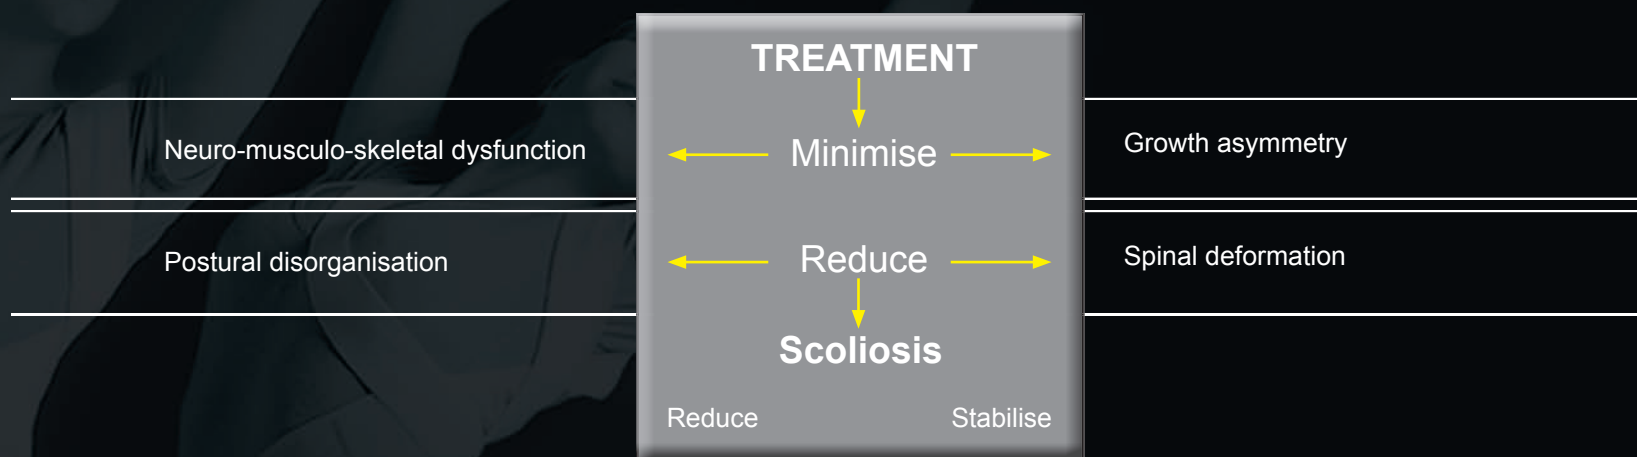 TREATMENT
Neuro-musculo-skeletal dysfunction
Minimise
Growth asymmetry
Postural disorganisation
Reduce
Spinal deformation
Scoliosis
Reduce
Stabilise